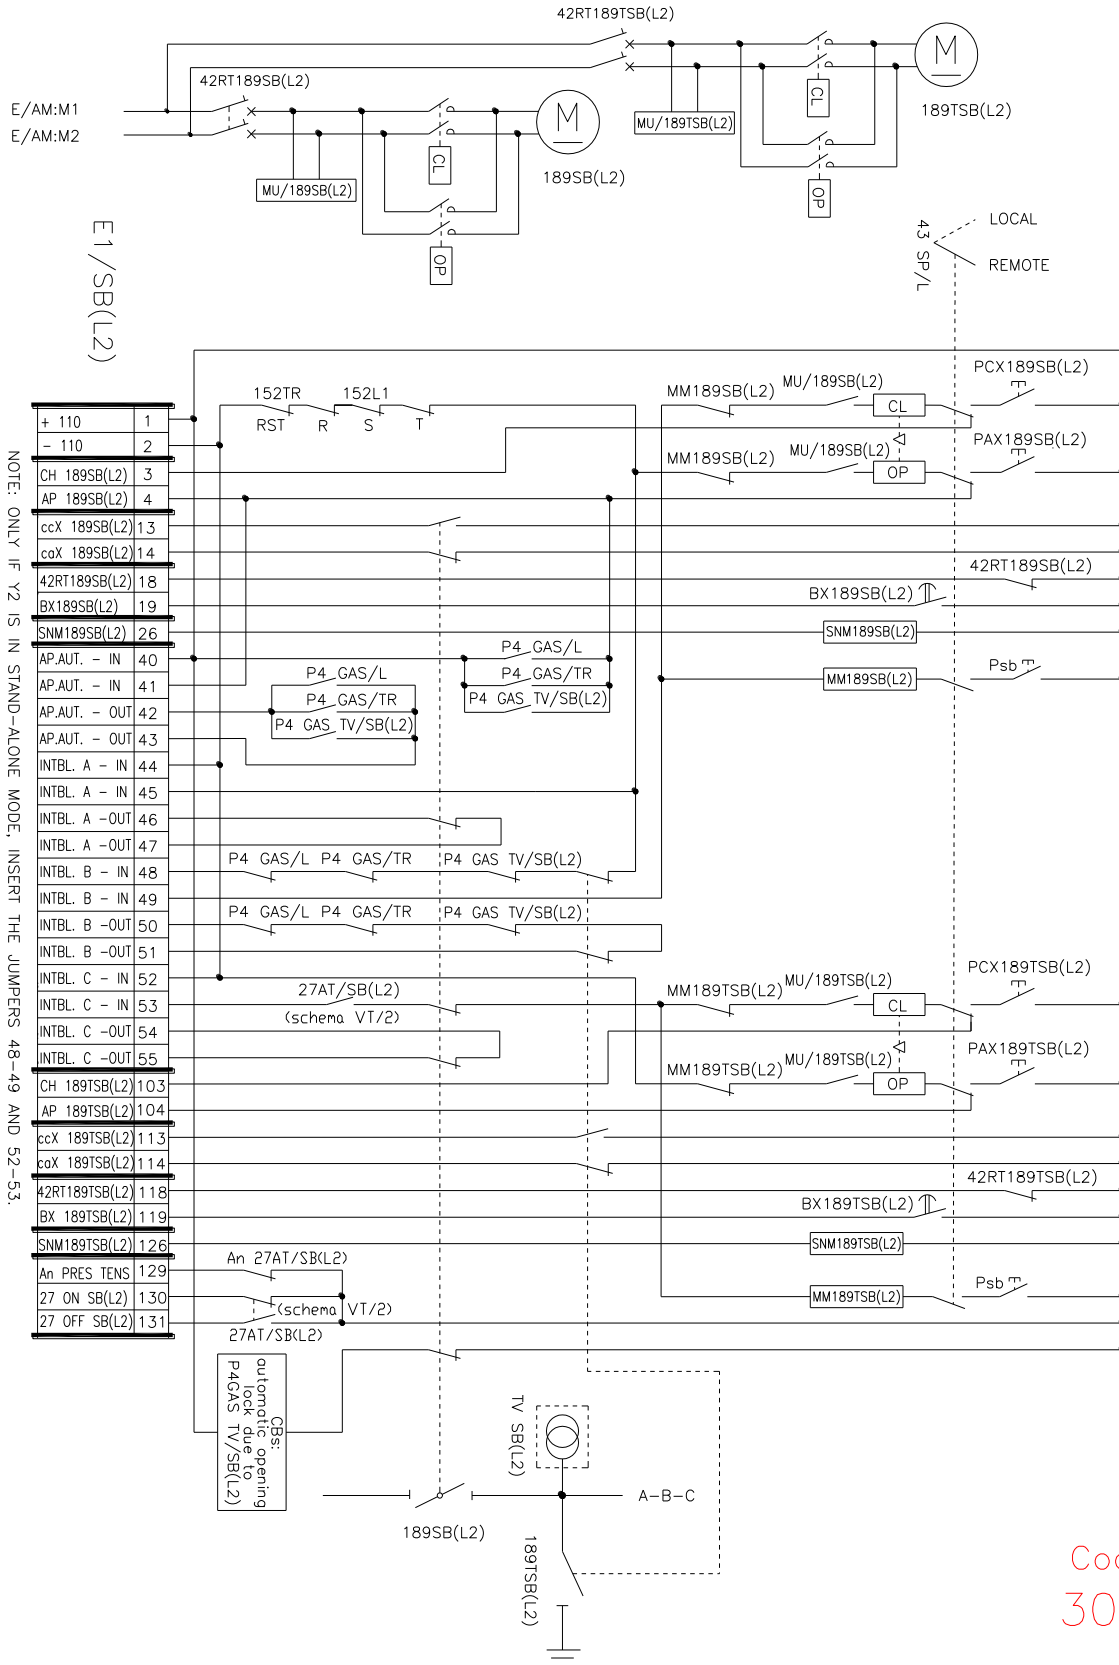 42RT189TSB(L2)
M
189TSB(L2)
CL
MU/189TSB(L2)
OP
42RT189SB(L2)
E/AM:M1
E/AM:M2
M
189SB(L2)
CL
MU/189SB(L2)
OP
E1/SB(L2)
43 SP/L
LOCAL
REMOTE
152TR
152L1
RST
R
S
T
MM189SB(L2)
MU/189SB(L2)
CL
PCX189SB(L2)
MM189SB(L2)
MU/189SB(L2)
OP
PAX189SB(L2)
+ 110 1
- 110 2
CH 189SB(L2) 3
AP 189SB(L2) 4
ccX 189SB(L2) 13
caX 189SB(L2) 14
42RT189SB(L2) 18
BX189SB(L2) 19
SNM189SB(L2) 26
AP.AUT. - IN 40
AP.AUT. - IN 41
AP.AUT. - OUT 42
AP.AUT. - OUT 43
INTBL. A - IN 44
INTBL. A - IN 45
INTBL. A -OUT 46
INTBL. A -OUT 47
INTBL. B - IN 48
INTBL. B - IN 49
INTBL. B -OUT 50
INTBL. B -OUT 51
INTBL. C - IN 52
INTBL. C - IN 53
INTBL. C -OUT 54
INTBL. C -OUT 55
CH 189TSB(L2) 103
AP 189TSB(L2) 104
ccX 189TSB(L2) 113
caX 189TSB(L2) 114
42RT189TSB(L2) 118
BX 189TSB(L2) 119
SNM189TSB(L2) 126
An PRES TENS 129
27 ON SB(L2) 130
27 OFF SB(L2) 131
NOTE: ONLY IF Y2 IS IN STAND-ALONE MODE, INSERT THE JUMPERS 48-49 AND 52-53.
42RT189SB(L2)
BX189SB(L2)
SNM189SB(L2)
MM189SB(L2)
Psb
P4 GAS/L
P4 GAS/TR
P4 GAS TV/SB(L2)
P4 GAS/L
P4 GAS/TR
P4 GAS TV/SB(L2)
P4 GAS/L P4 GAS/TR P4 GAS TV/SB(L2)
P4 GAS/L P4 GAS/TR P4 GAS TV/SB(L2)
27AT/SB(L2)
(schema VT/2)
MM189TSB(L2)
MU/189TSB(L2)
CL
PCX189TSB(L2)
MM189TSB(L2)
MU/189TSB(L2)
OP
PAX189TSB(L2)
42RT189TSB(L2)
BX189TSB(L2)
SNM189TSB(L2)
MM189TSB(L2)
Psb
An 27AT/SB(L2)
(schema VT/2)
27AT/SB(L2)
CBs:
automatic opening
lock due to
P4GAS TV/SB(L2)
TV SB(L2)
A-B-C
189SB(L2)
189TSB(L2)
30